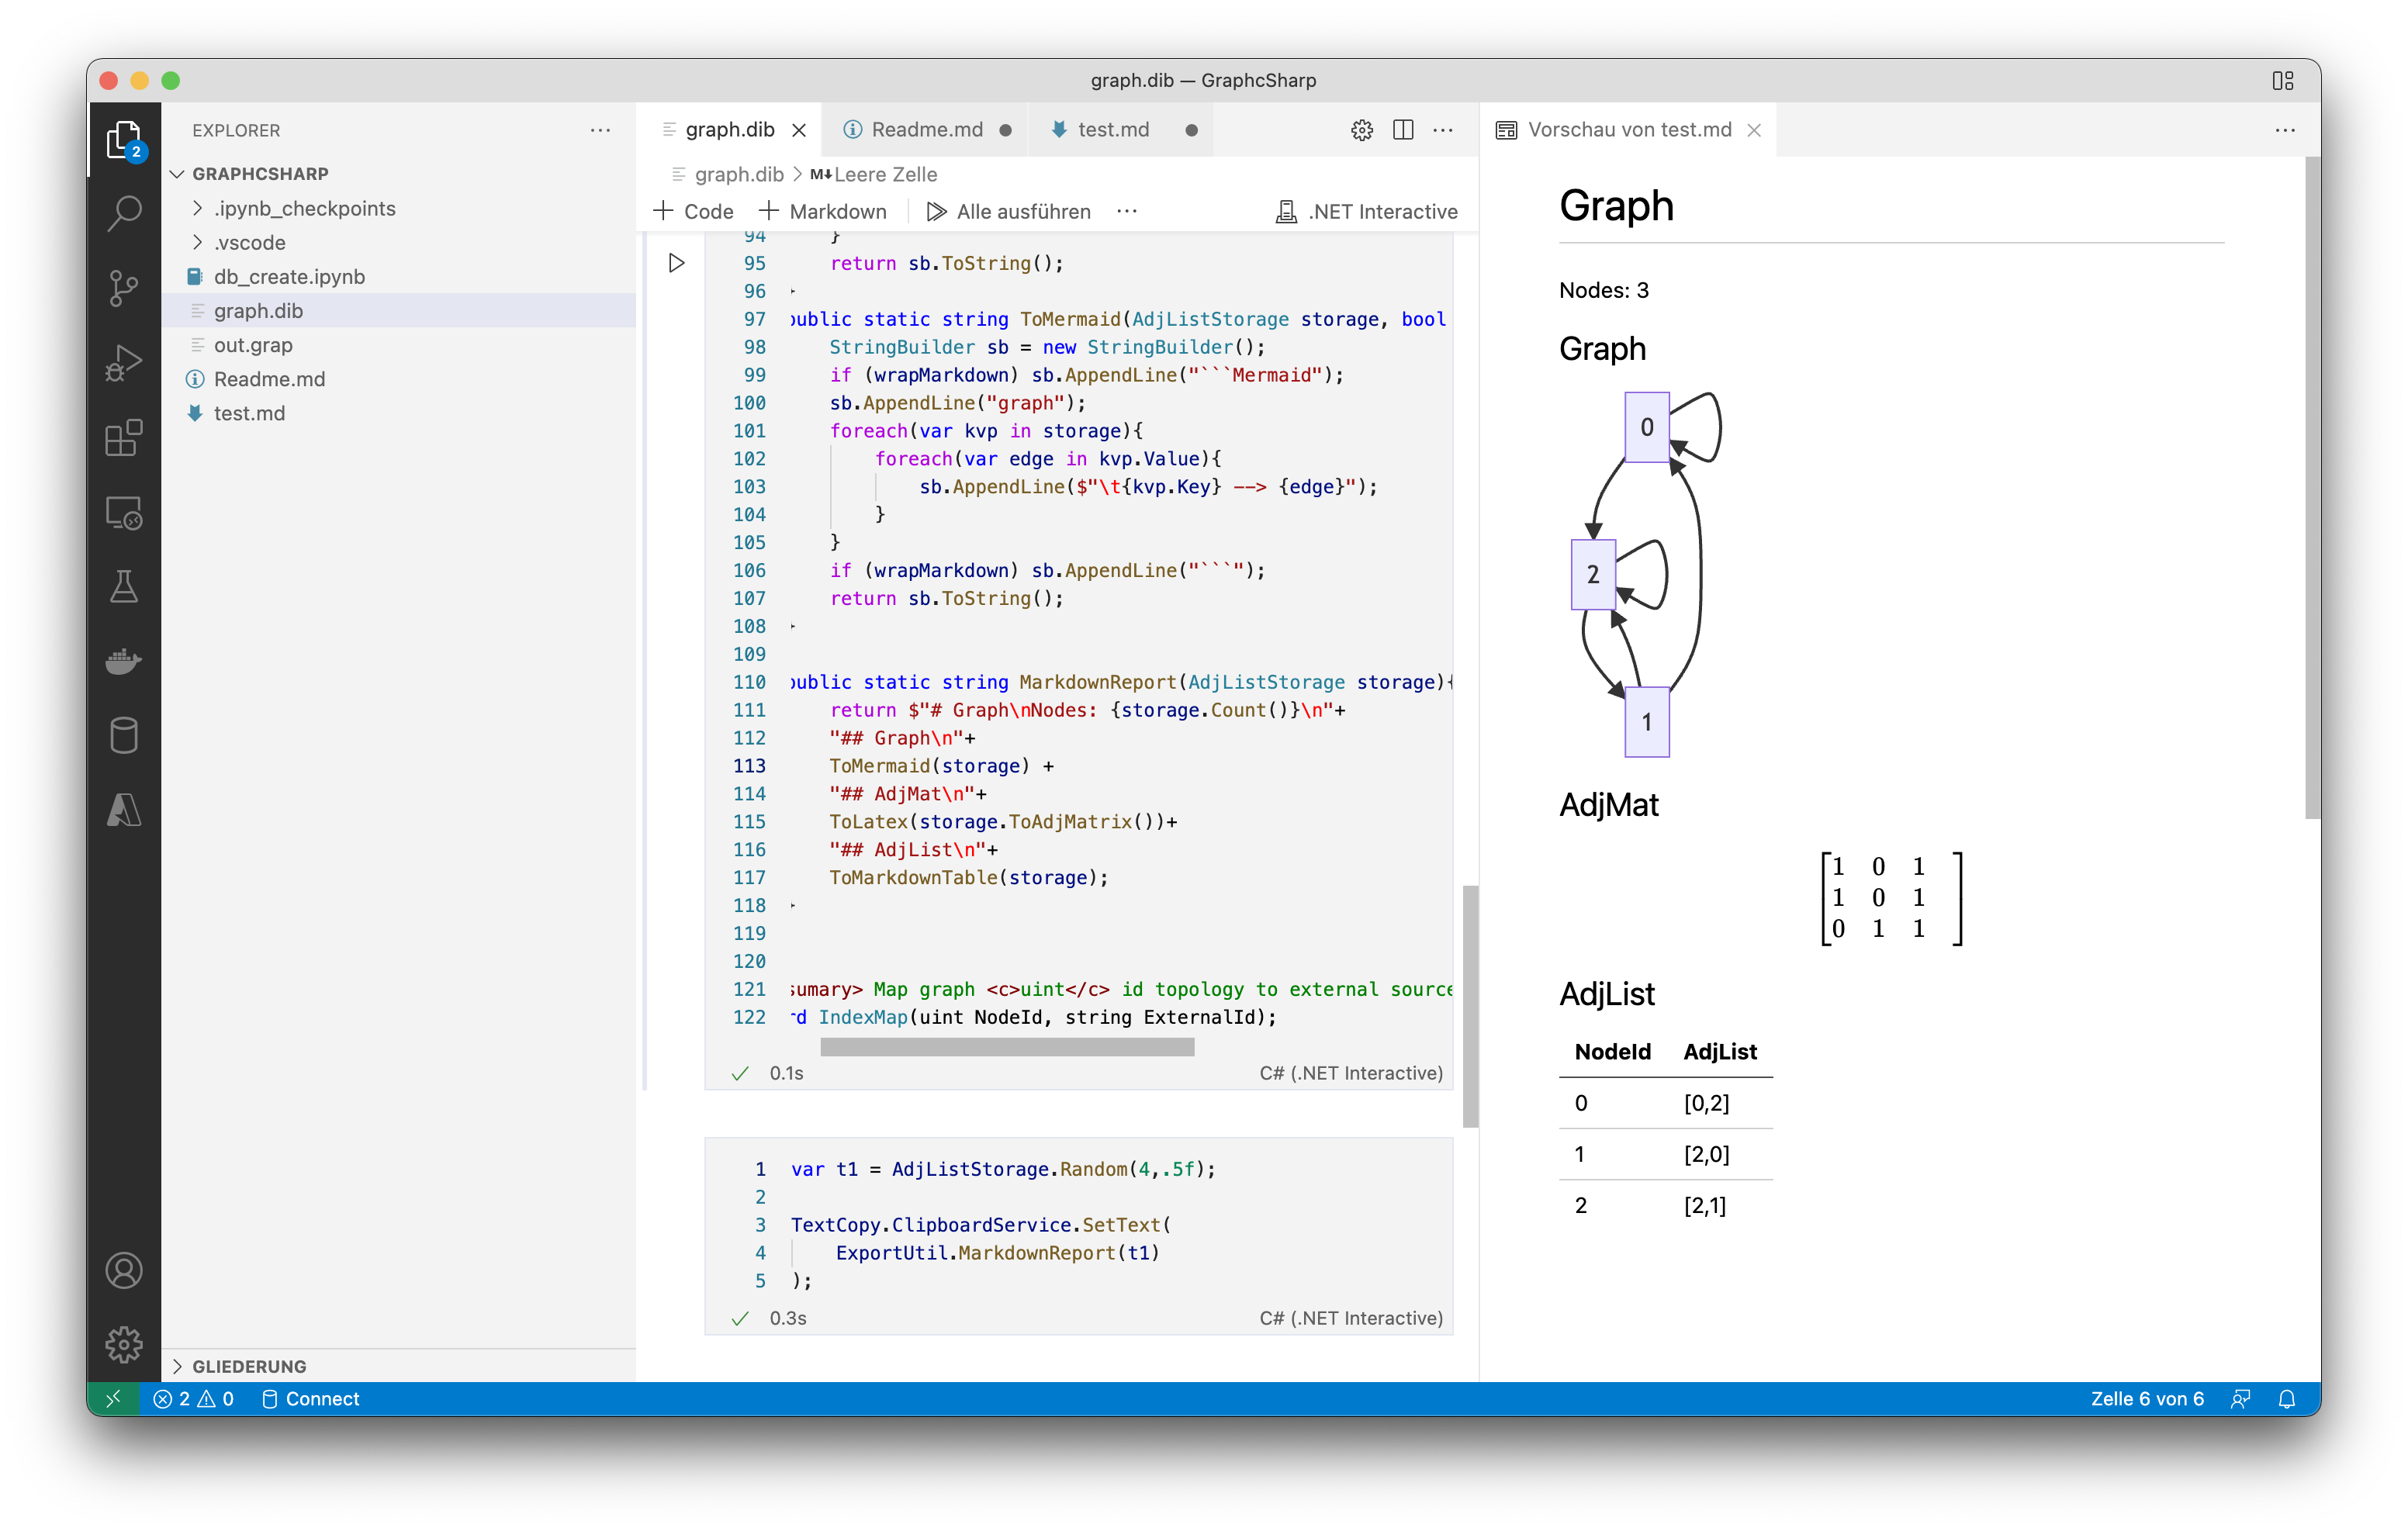 graph.dib — GraphcSharp
EXPLORER
GRAPHCSHARP
.ipynb_checkpoints
.vscode
db_create.ipynb
graph.dib
out.grap
Readme.md
test.md
GLIEDERUNG
2
graph.dib
Readme.md
test.md
graph.dib > M↓Leere Zelle
+ Code + Markdown Alle ausführen ··· .NET Interactive
94 }
95 return sb.ToString();
96
97 public static string ToMermaid(AdjListStorage storage, bool
98 StringBuilder sb = new StringBuilder();
99 if (wrapMarkdown) sb.AppendLine("```Mermaid");
100 sb.AppendLine("graph");
101 foreach(var kvp in storage){
102 foreach(var edge in kvp.Value){
103 sb.AppendLine($"\t{kvp.Key} --> {edge}");
104 }
105 }
106 if (wrapMarkdown) sb.AppendLine("```");
107 return sb.ToString();
108
109
110 public static string MarkdownReport(AdjListStorage storage){
111 return $"# Graph\nNodes: {storage.Count()}\n"+
112 "## Graph\n"+
113 ToMermaid(storage) +
114 "## AdjMat\n"+
115 ToLatex(storage.ToAdjMatrix())+
116 "## AdjList\n"+
117 ToMarkdownTable(storage);
118
119
120
121 sumary> Map graph <c>uint</c> id topology to external source
122 rd IndexMap(uint NodeId, string ExternalId);
0.1s C# (.NET Interactive)
1 var t1 = AdjListStorage.Random(4,.5f);
2
3 TextCopy.ClipboardService.SetText(
4 ExportUtil.MarkdownReport(t1)
5 );
0.3s C# (.NET Interactive)
Vorschau von test.md
Graph
Nodes: 3
Graph
0
2
1
AdjMat
1 0 1
1 0 1
0 1 1
AdjList
NodeId AdjList
0 [0,2]
1 [2,0]
2 [2,1]
2 0 Connect
Zelle 6 von 6